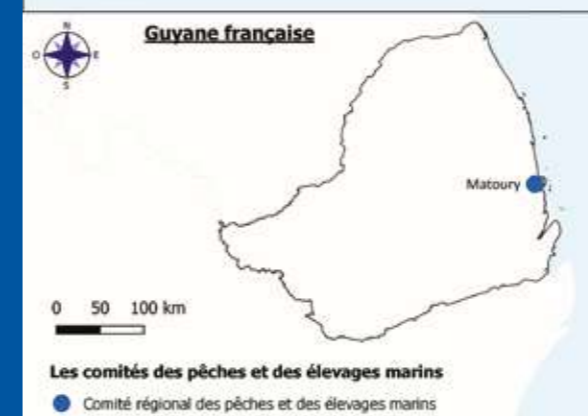 Guyane française
N
O E
S
Matoury
0 50 100 km
Les comités des pêches et des élevages marins
Comité régional des pêches et des élevages marins